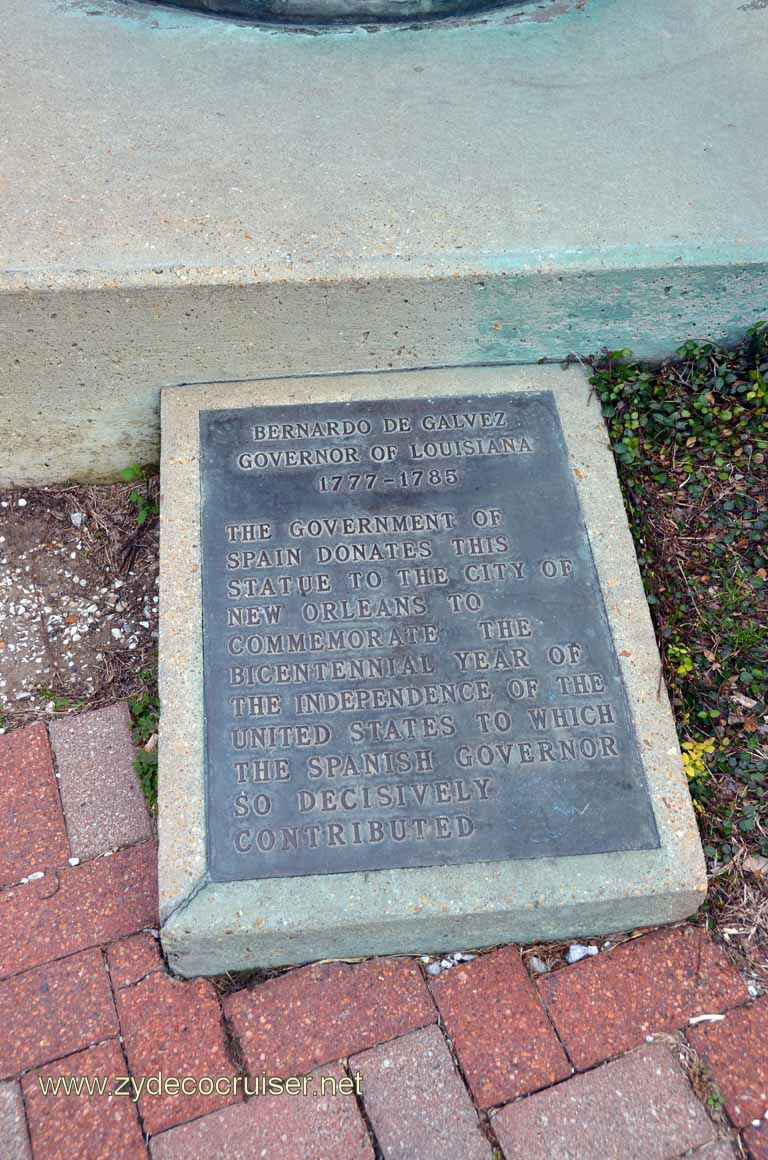 BERNARDO DE GALVEZ
GOVERNOR OF LOUISIANA
1777-1785
THE GOVERNMENT OF
SPAIN DONATES THIS
STATUE TO THE CITY OF
NEW ORLEANS TO
COMMEMORATE THE
BICENTENNIAL YEAR OF
THE INDEPENDENCE OF THE
UNITED STATES TO WHICH
THE SPANISH GOVERNOR
SO DECISIVELY
CONTRIBUTED
www.zydecocruiser.net